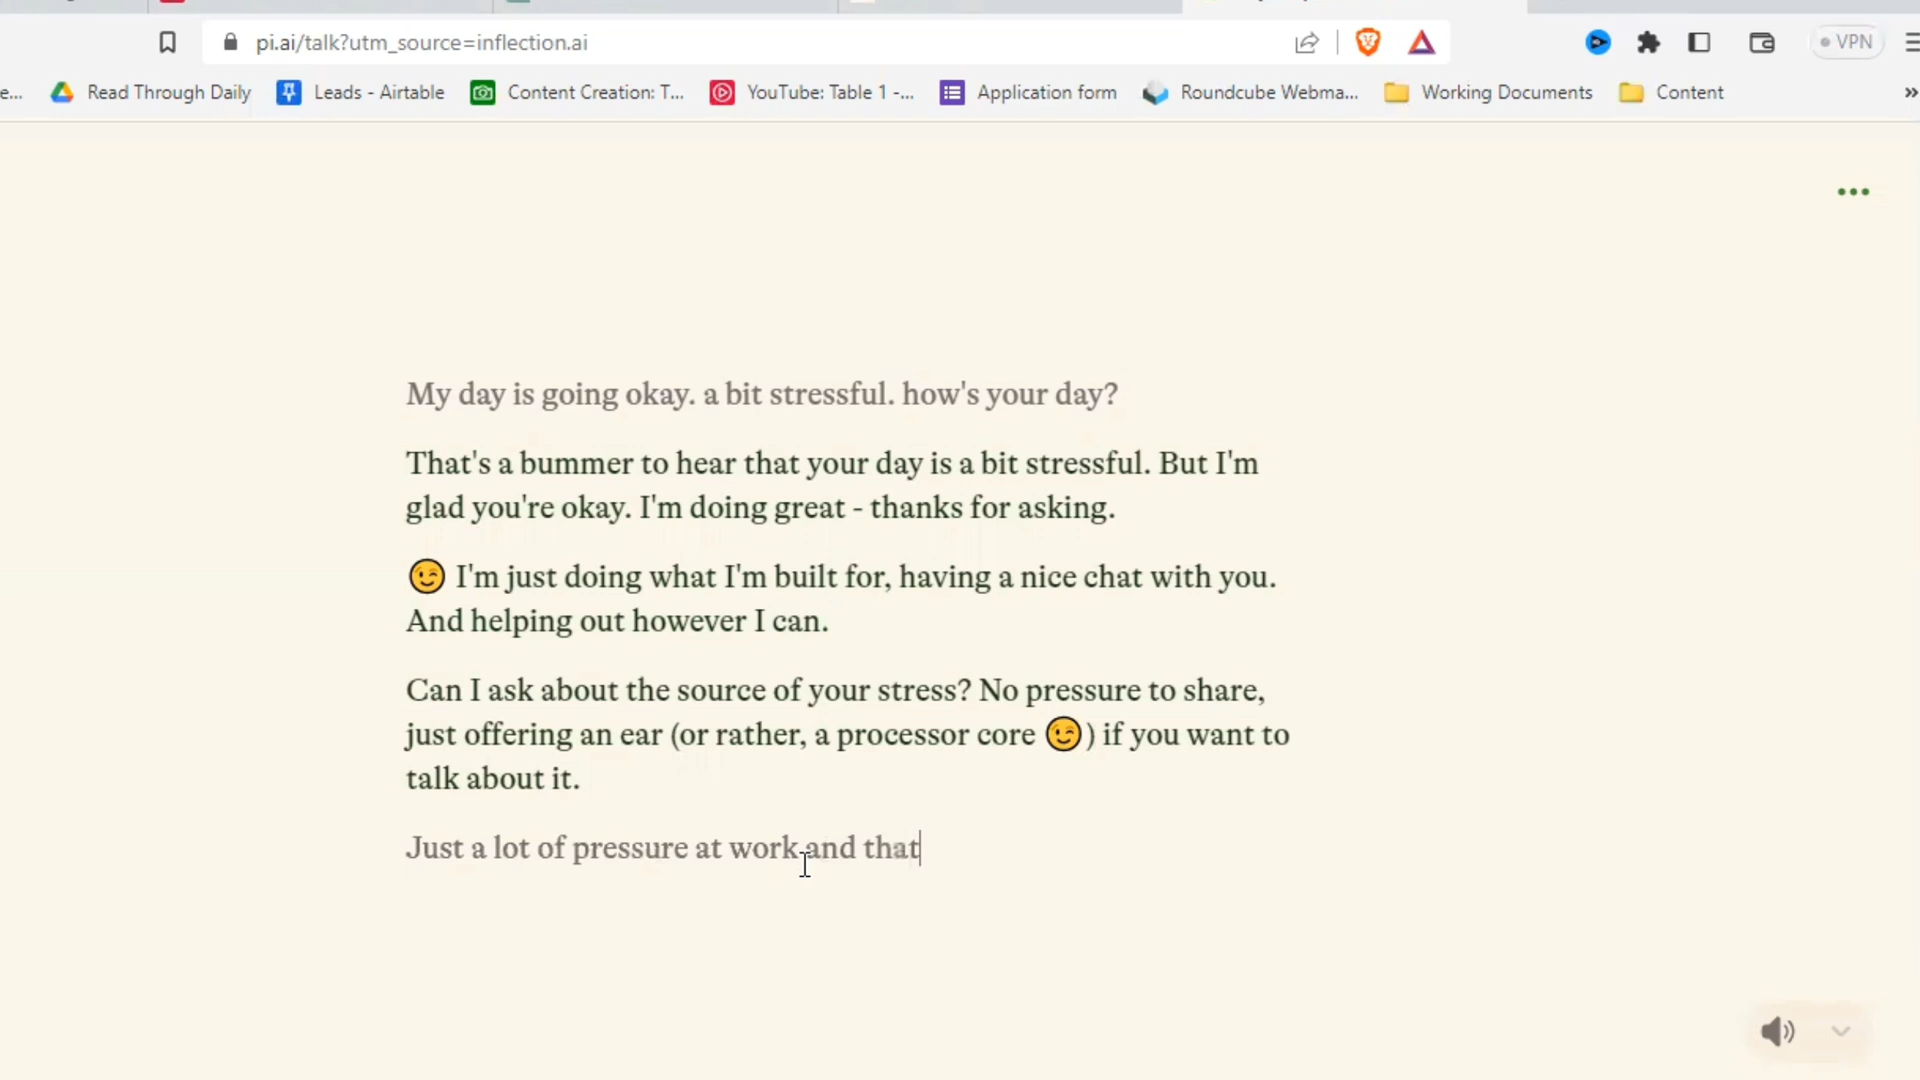 pi.ai/talk?utm_source=inflection.ai
VPN
e... Read Through Daily Leads - Airtable Content Creation: T... YouTube: Table 1 -... Application form Roundcube Webma... Working Documents Content »
My day is going okay. a bit stressful. how's your day?
That's a bummer to hear that your day is a bit stressful. But I'm
glad you're okay. I'm doing great - thanks for asking.
😉 I'm just doing what I'm built for, having a nice chat with you.
And helping out however I can.
Can I ask about the source of your stress? No pressure to share,
just offering an ear (or rather, a processor core 😉) if you want to
talk about it.
Just a lot of pressure at work and that